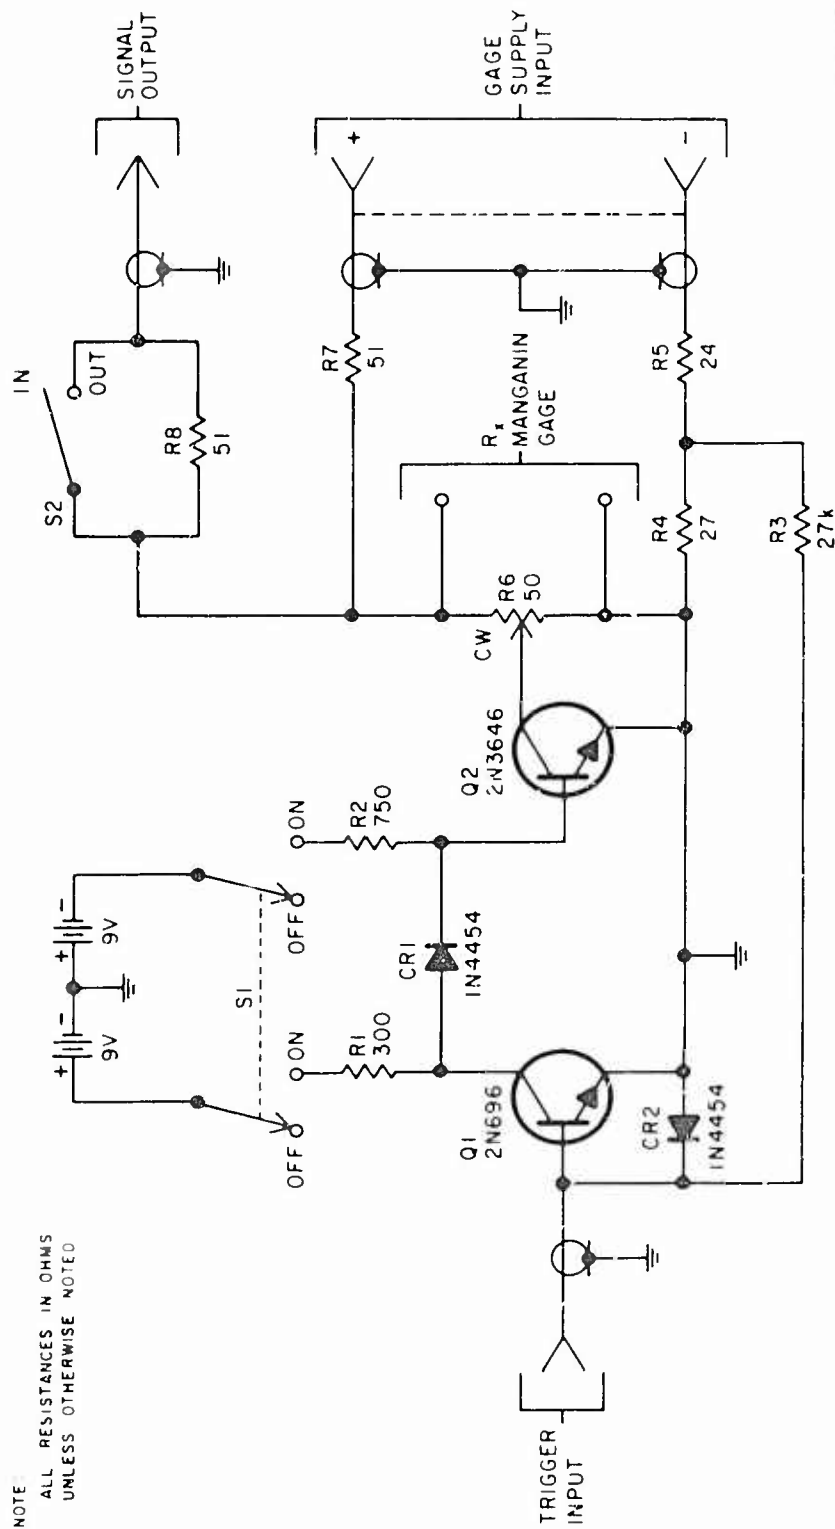 NOTE:
ALL RESISTANCES IN OHMS
UNLESS OTHERWISE NOTED
+ -
9V
+ -
9V
S1
OFF
ON
OFF
ON
R1
300
R2
750
CR1
1N4454
Q1
2N696
Q2
2N3646
CR2
1N4454
TRIGGER
INPUT
S2
IN
OUT
R8
51
SIGNAL
OUTPUT
R7
51
+
GAGE
SUPPLY
INPUT
-
CW
R6
50
Rx
MANGANIN
GAGE
R4
27
R5
24
R3
27k